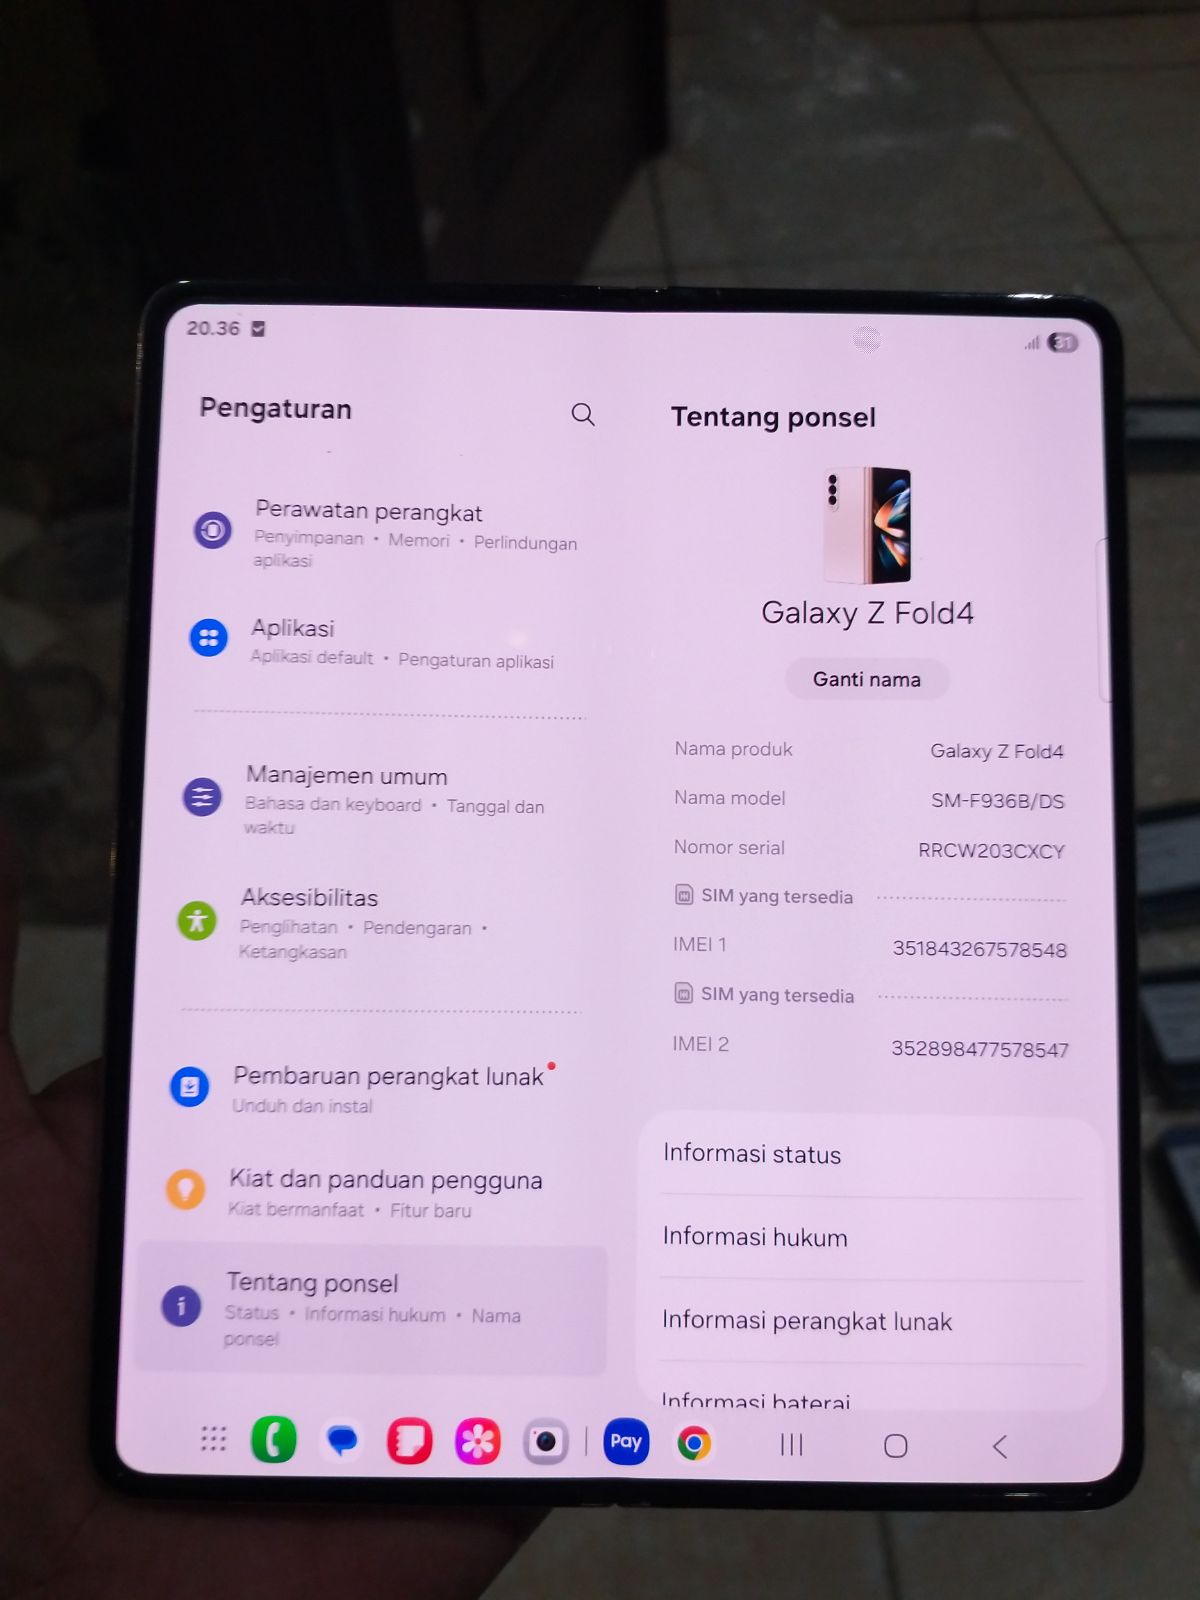 20.36
31
Pengaturan
Perawatan perangkat
Penyimpanan • Memori • Perlindungan
aplikasi
Aplikasi
Aplikasi default • Pengaturan aplikasi
Manajemen umum
Bahasa dan keyboard • Tanggal dan
waktu
Aksesibilitas
Penglihatan • Pendengaran •
Ketangkasan
Pembaruan perangkat lunak
Unduh dan instal
Kiat dan panduan pengguna
Kiat bermanfaat • Fitur baru
Tentang ponsel
Status • Informasi hukum • Nama
ponsel
Tentang ponsel
Galaxy Z Fold4
Ganti nama
Nama produk Galaxy Z Fold4
Nama model SM-F936B/DS
Nomor serial RRCW203CXCY
SIM yang tersedia
IMEI 1 351843267578548
SIM yang tersedia
IMEI 2 352898477578547
Informasi status
Informasi hukum
Informasi perangkat lunak
Informasi baterai
Pay